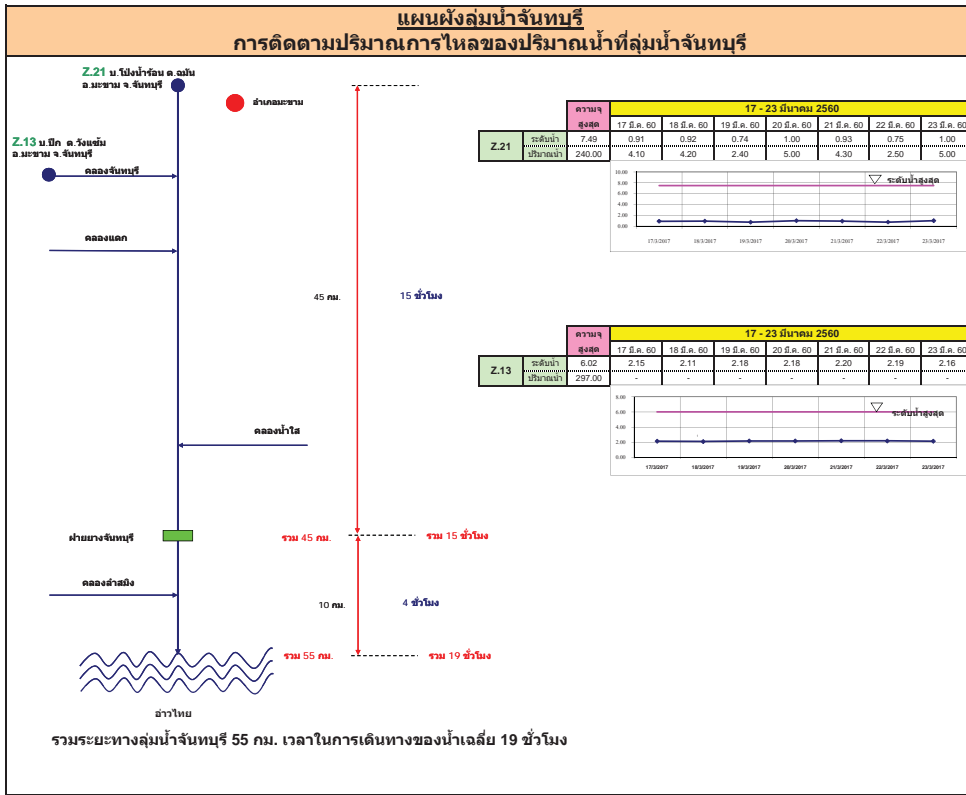 แผนผังลุ่มน้ำจันทบุรี
การติดตามปริมาณการไหลของปริมาณน้ำที่ลุ่มน้ำจันทบุรี
Z.21 บ.โป่งน้ำร้อน ต.ฉมัน
อ.มะขาม จ.จันทบุรี
อำเภอมะขาม
Z.13 บ.ปึก ต.วังแซ้ม
อ.มะขาม จ.จันทบุรี
คลองจันทบุรี
คลองแตก
45 กม. 15 ชั่วโมง
คลองน้ำใส
ฝายยางจันทบุรี
รวม 45 กม. รวม 15 ชั่วโมง
คลองลำสมิง
10 กม. 4 ชั่วโมง
รวม 55 กม. รวม 19 ชั่วโมง
อ่าวไทย
รวมระยะทางลุ่มน้ำจันทบุรี 55 กม. เวลาในการเดินทางของน้ำเฉลี่ย 19 ชั่วโมง
ความจุ 17 - 23 มีนาคม 2560
สูงสุด 17 มี.ค. 60 18 มี.ค. 60 19 มี.ค. 60 20 มี.ค. 60 21 มี.ค. 60 22 มี.ค. 60 23 มี.ค. 60
Z.21 ระดับน้ำ 7.49 0.91 0.92 0.74 1.00 0.93 0.75 1.00
ปริมาณน้ำ 240.00 4.10 4.20 2.40 5.00 4.30 2.50 5.00
10.00
8.00
6.00
4.00
2.00
0.00
ระดับน้ำสูงสุด
17/3/2017 18/3/2017 19/3/2017 20/3/2017 21/3/2017 22/3/2017 23/3/2017
ความจุ 17 - 23 มีนาคม 2560
สูงสุด 17 มี.ค. 60 18 มี.ค. 60 19 มี.ค. 60 20 มี.ค. 60 21 มี.ค. 60 22 มี.ค. 60 23 มี.ค. 60
Z.13 ระดับน้ำ 6.02 2.15 2.11 2.18 2.18 2.20 2.19 2.16
ปริมาณน้ำ 297.00 - - - - - - -
8.00
6.00
4.00
2.00
0.00
ระดับน้ำสูงสุด
17/3/2017 18/3/2017 19/3/2017 20/3/2017 21/3/2017 22/3/2017 23/3/2017